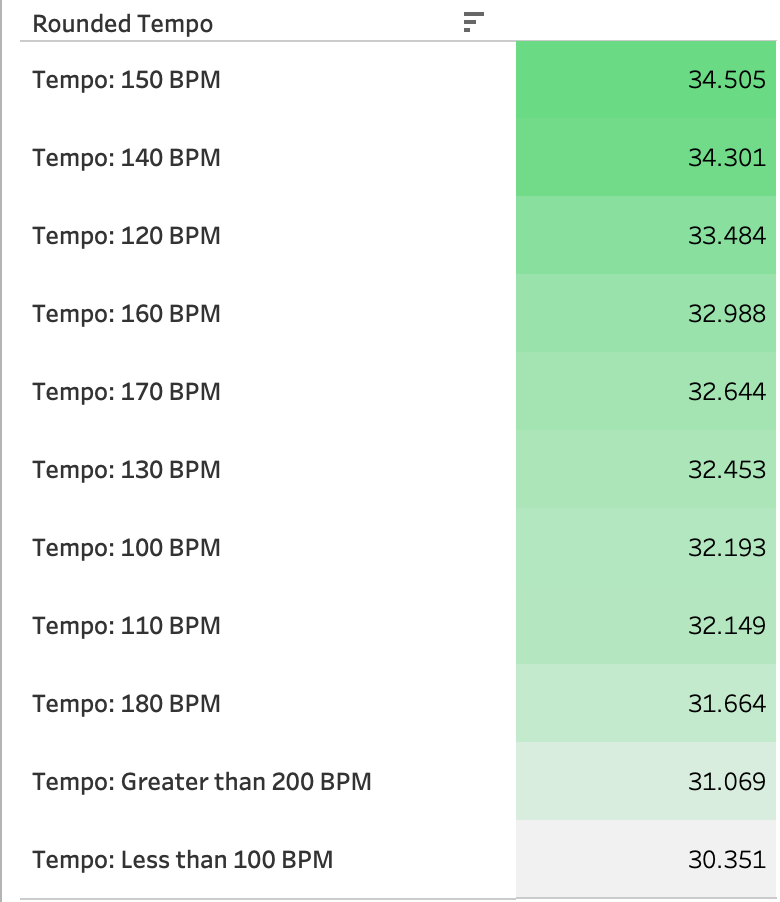 Rounded Tempo
Tempo: 150 BPM 34.505
Tempo: 140 BPM 34.301
Tempo: 120 BPM 33.484
Tempo: 160 BPM 32.988
Tempo: 170 BPM 32.644
Tempo: 130 BPM 32.453
Tempo: 100 BPM 32.193
Tempo: 110 BPM 32.149
Tempo: 180 BPM 31.664
Tempo: Greater than 200 BPM 31.069
Tempo: Less than 100 BPM 30.351